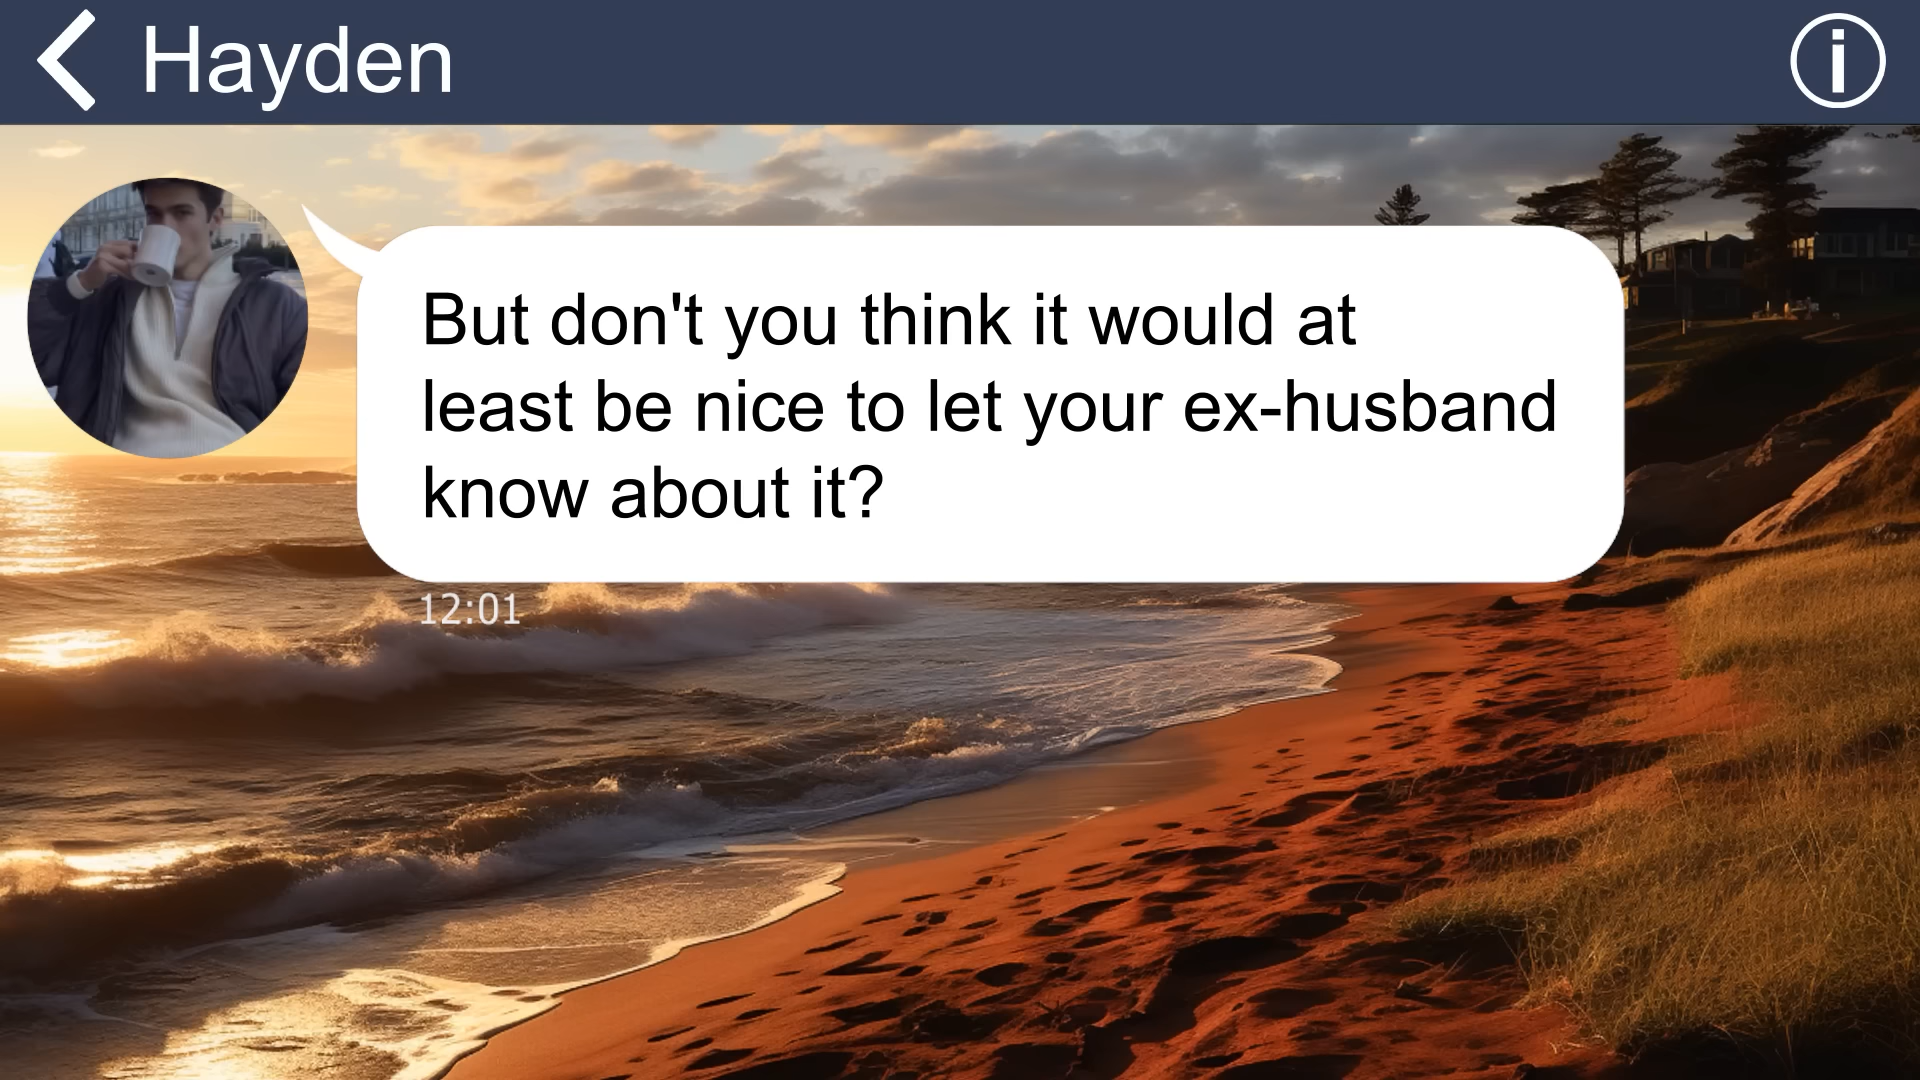 Hayden
But don't you think it would at
least be nice to let your ex-husband
know about it?
12:01